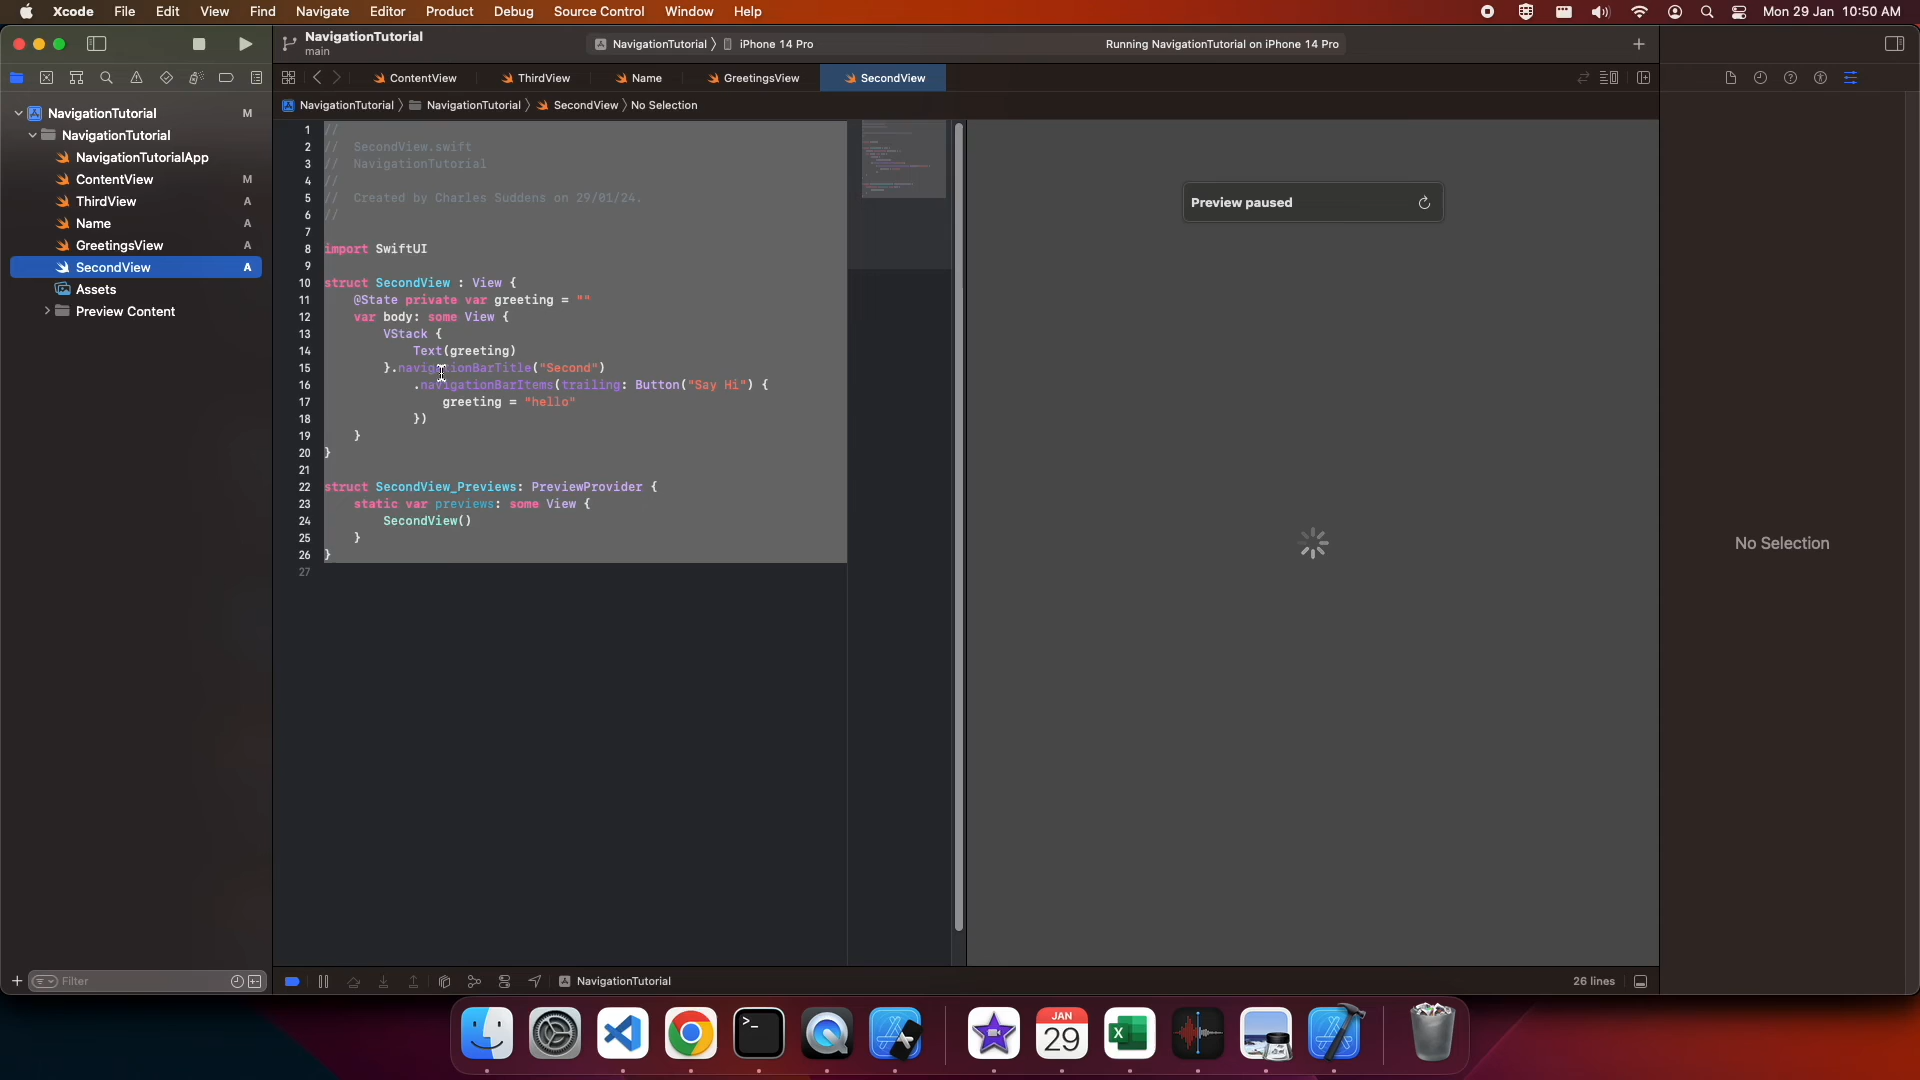 Xcode File Edit View Find Navigate Editor Product Debug Source Control Window Help
Mon 29 Jan 10:50 AM
NavigationTutorial
main
NavigationTutorial iPhone 14 Pro
Running NavigationTutorial on iPhone 14 Pro
ContentView ThirdView Name GreetingsView SecondView
NavigationTutorial NavigationTutorial SecondView No Selection
NavigationTutorial M
NavigationTutorial
NavigationTutorialApp
ContentView M
ThirdView A
Name A
GreetingsView A
SecondView A
Assets
Preview Content
1 //
2 // SecondView.swift
3 // NavigationTutorial
4 //
5 // Created by Charles Suddens on 29/01/24.
6 //
7
8 import SwiftUI
9
10 struct SecondView : View {
11 @State private var greeting = ""
12 var body: some View {
13 VStack {
14 Text(greeting)
15 }.navigationBarTitle("Second")
16 .navigationBarItems(trailing: Button("Say Hi") {
17 greeting = "hello"
18 })
19 }
20 }
21
22 struct SecondView_Previews: PreviewProvider {
23 static var previews: some View {
24 SecondView()
25 }
26 }
27
Preview paused
No Selection
Filter
NavigationTutorial
26 lines
JAN
29